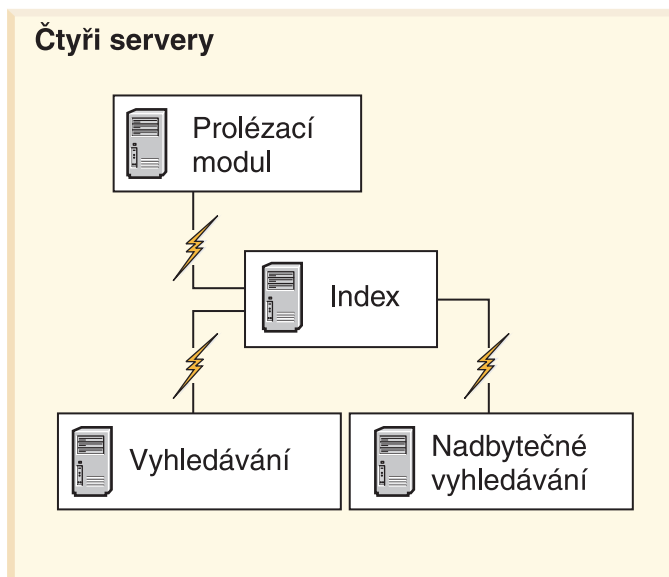 Čtyři servery
Prolézací
modul
Index
Vyhledávání
Nadbytečné
vyhledávání